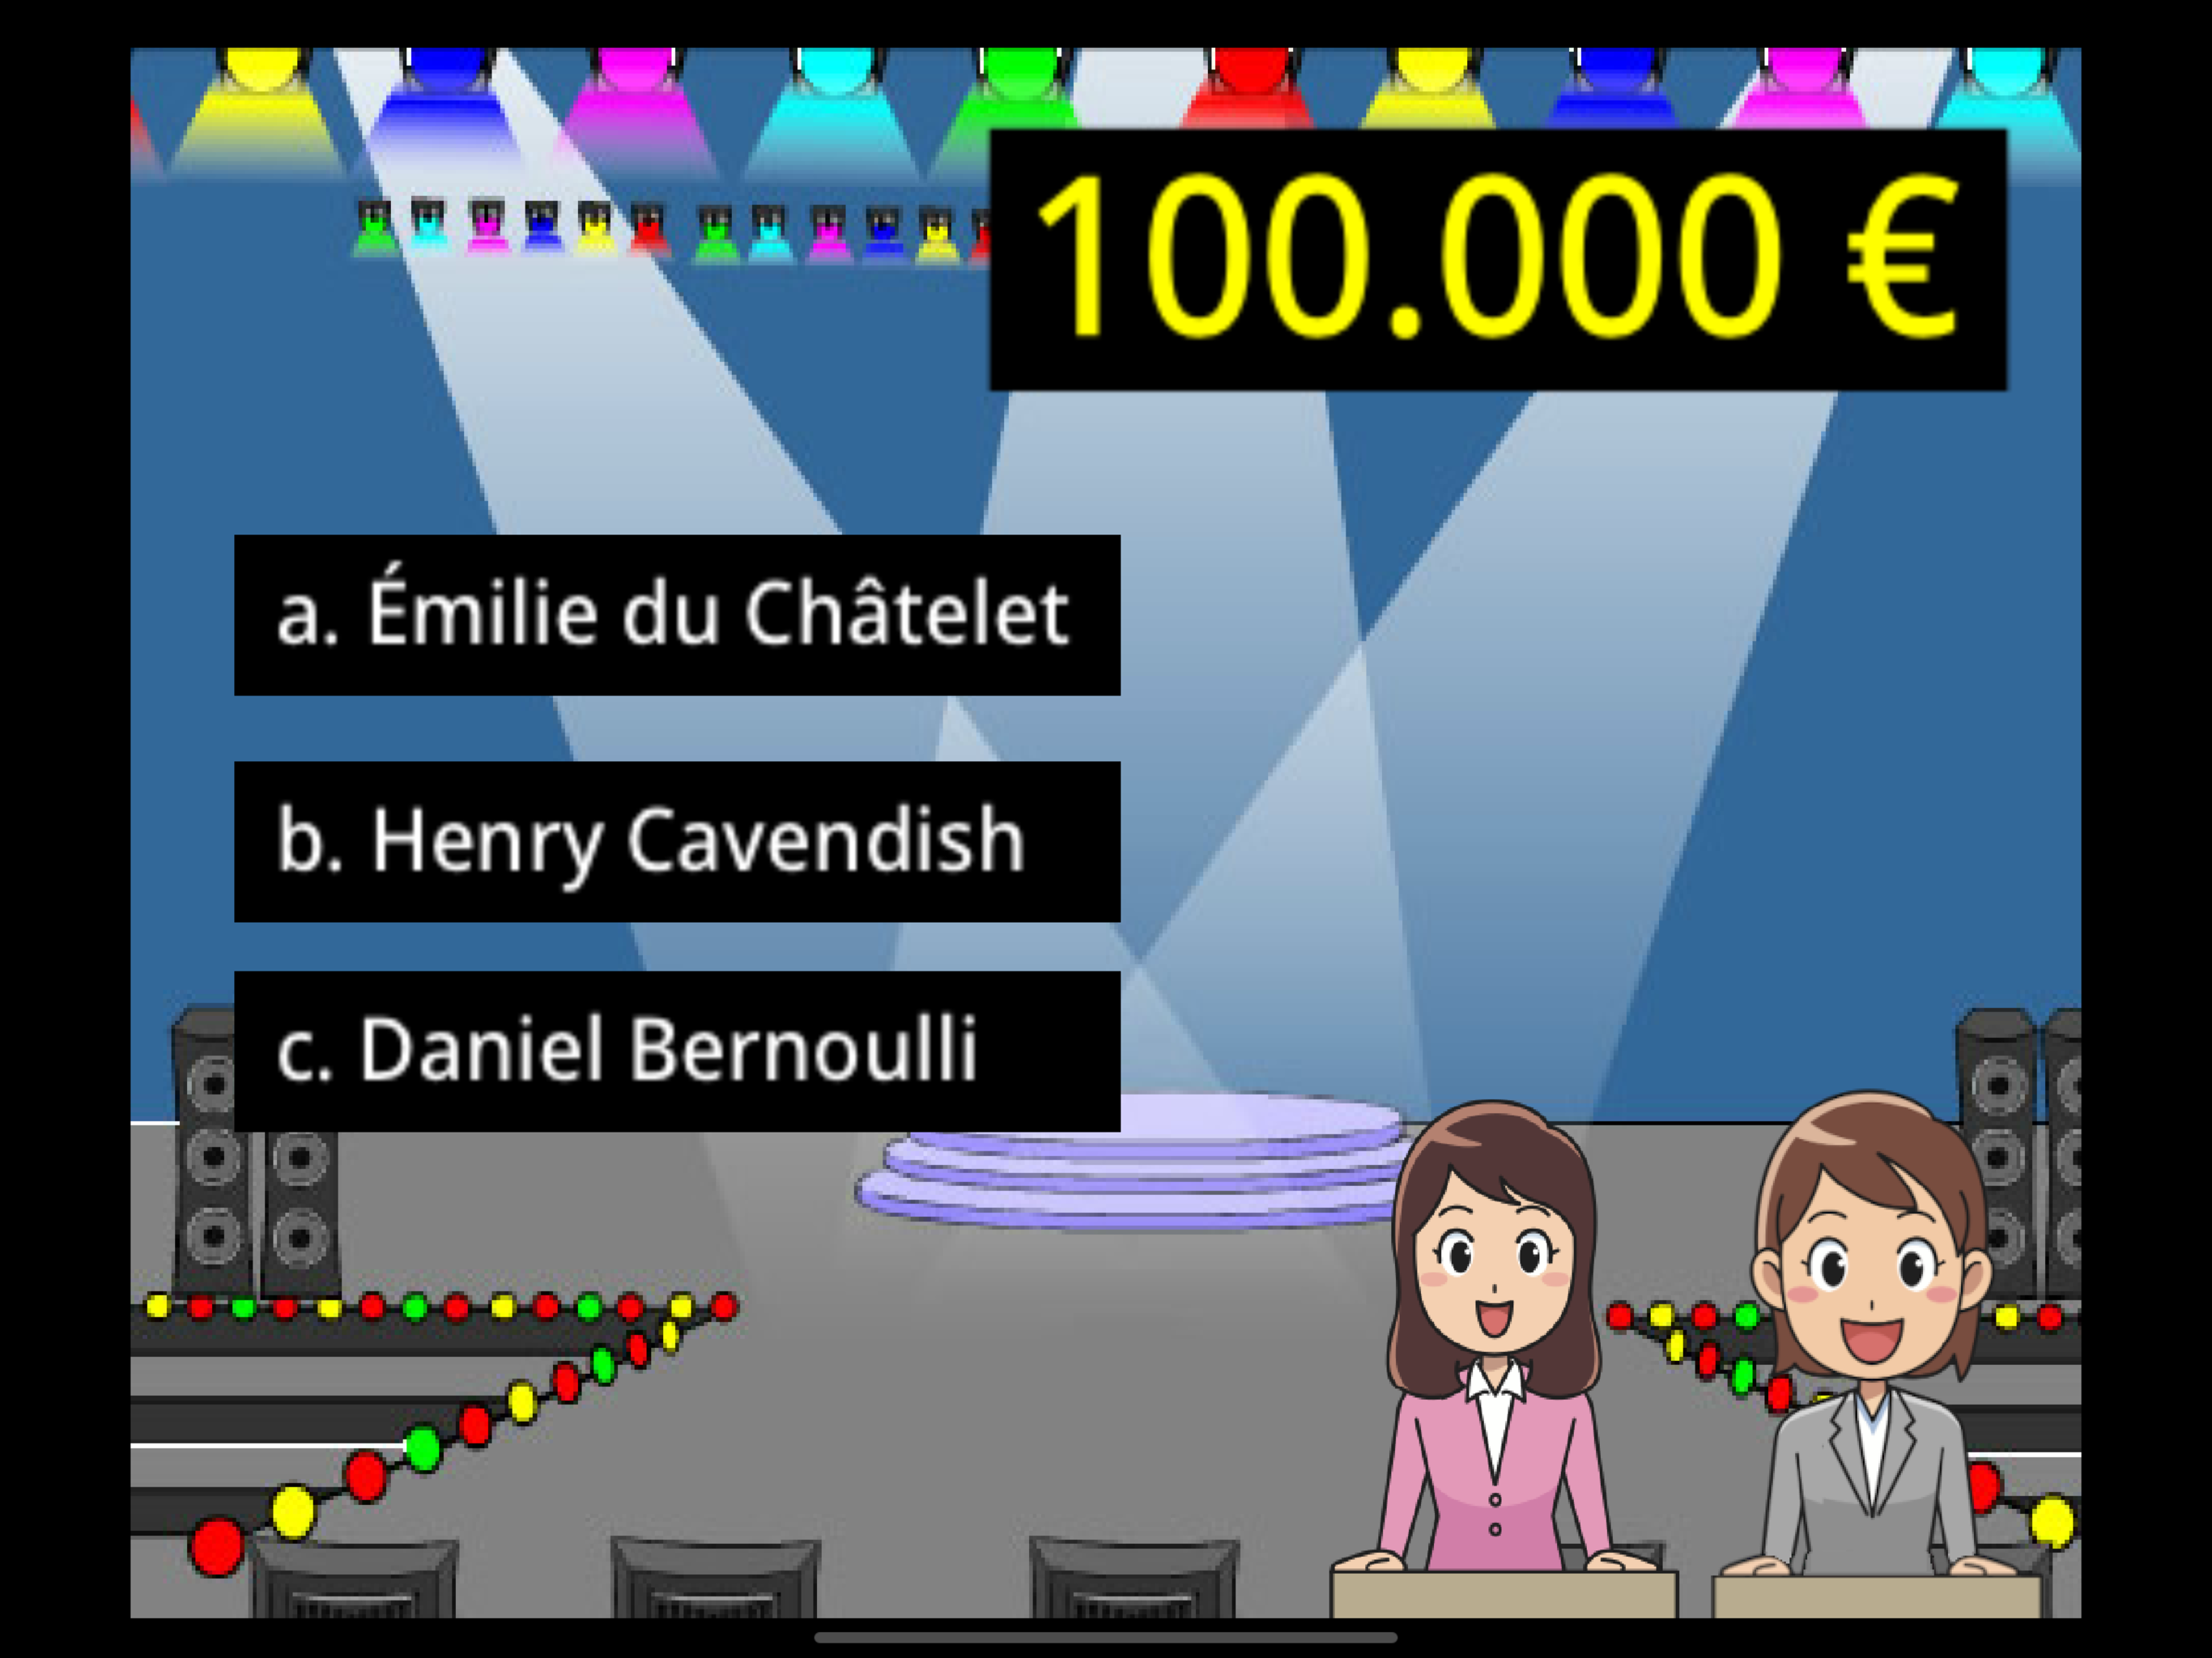 100.000 €
a. Émilie du Châtelet
b. Henry Cavendish
c. Daniel Bernoulli